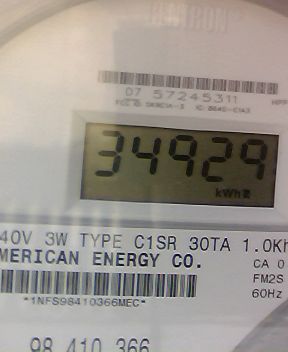 07 57245311
34929
kWh
40V 3W TYPE C1SR 30TA 1.0Kh
MERICAN ENERGY CO.
CA 0
FM2S
60Hz
*1NFS98410366MEC*
98 410 366